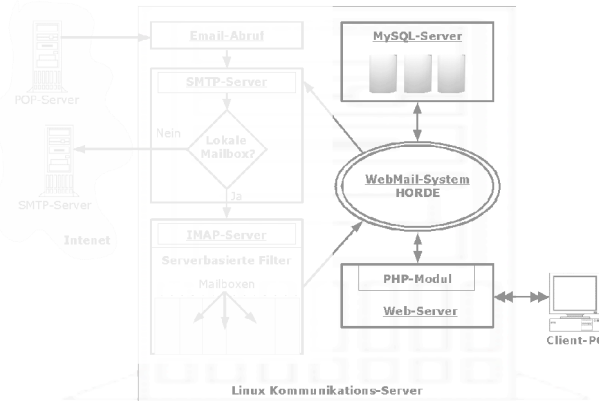 Email-Abruf
MySQL-Server
SMTP-Server
POP-Server
Nein
Lokale
Mailbox?
SMTP-Server
WebMail-System
HORDE
Ja
Intenet
IMAP-Server
Serverbasierte Filter
Mailboxen
PHP-Modul
Web-Server
Client-PC
Linux Kommunikations-Server